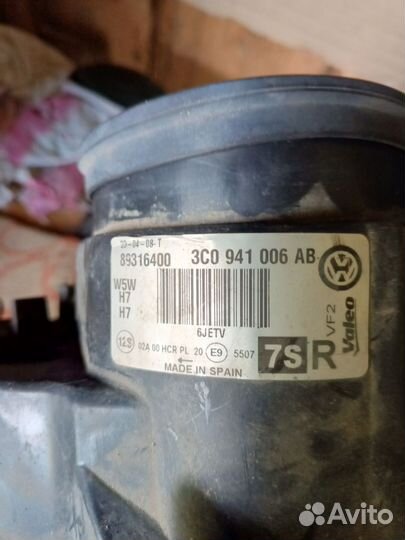 20-04-08-T
89316400 3C0 941 006 AB
W5W
H7
H7
6JETV
12.S 02A 00 HCR PL 20 E9 5507 7S R
MADE IN SPAIN
VF2
Valeo
Avito